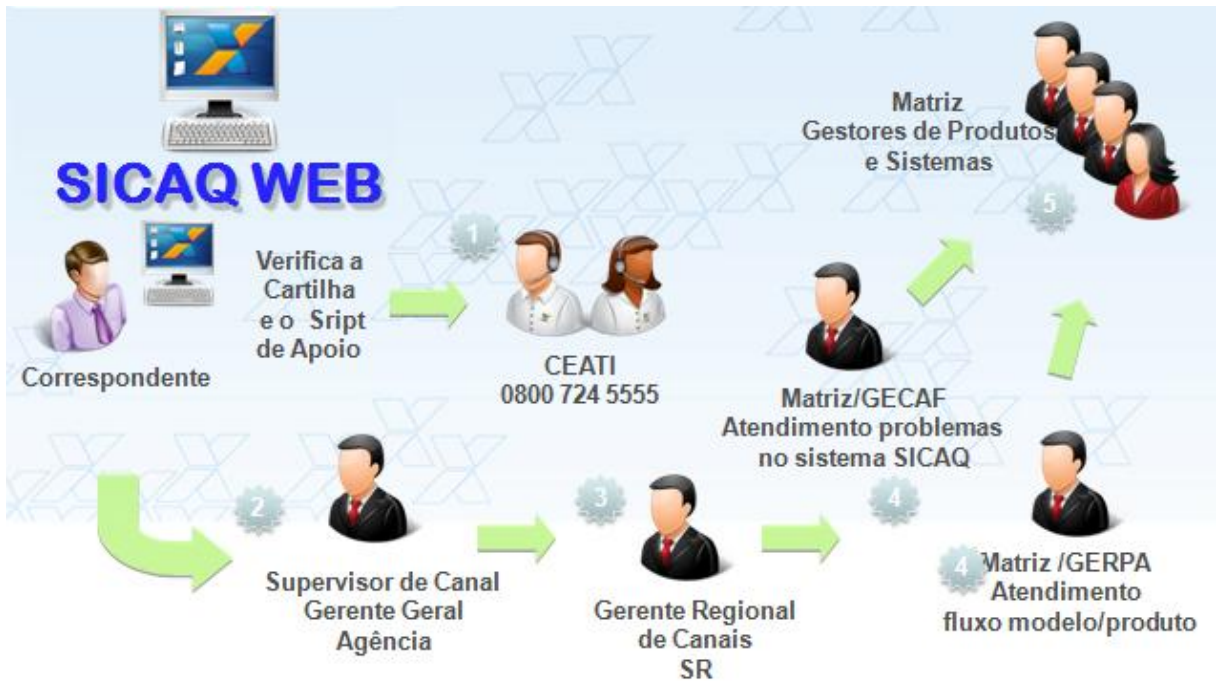 SICAQ WEB
Correspondente
Verifica a
Cartilha
e o Sript
de Apoio
1
CEATI
0800 724 5555
2
Supervisor de Canal
Gerente Geral
Agência
3
Gerente Regional
de Canais
SR
4
Matriz/GECAF
Atendimento problemas
no sistema SICAQ
4
Matriz /GERPA
Atendimento
fluxo modelo/produto
5
Matriz
Gestores de Produtos
e Sistemas